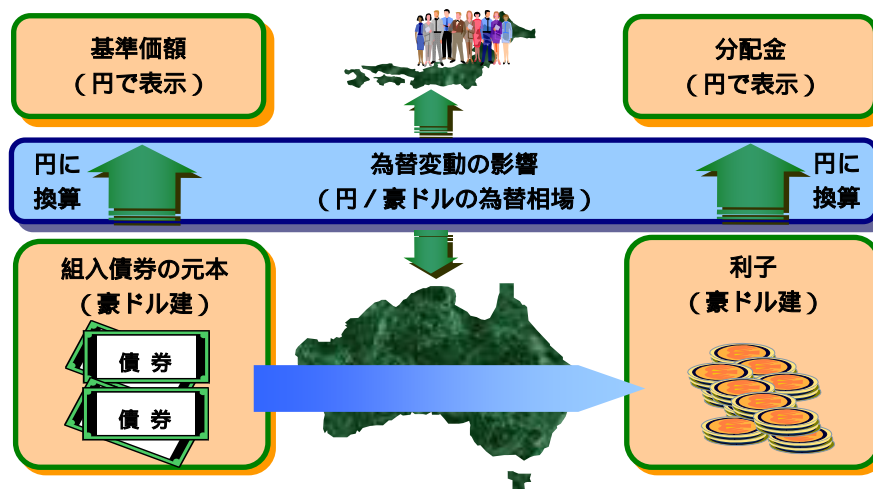 基準価額
（円で表示）
分配金
（円で表示）
円に
換算
為替変動の影響
（円／豪ドルの為替相場）
円に
換算
組入債券の元本
（豪ドル建）
債 券
債 券
利子
（豪ドル建）